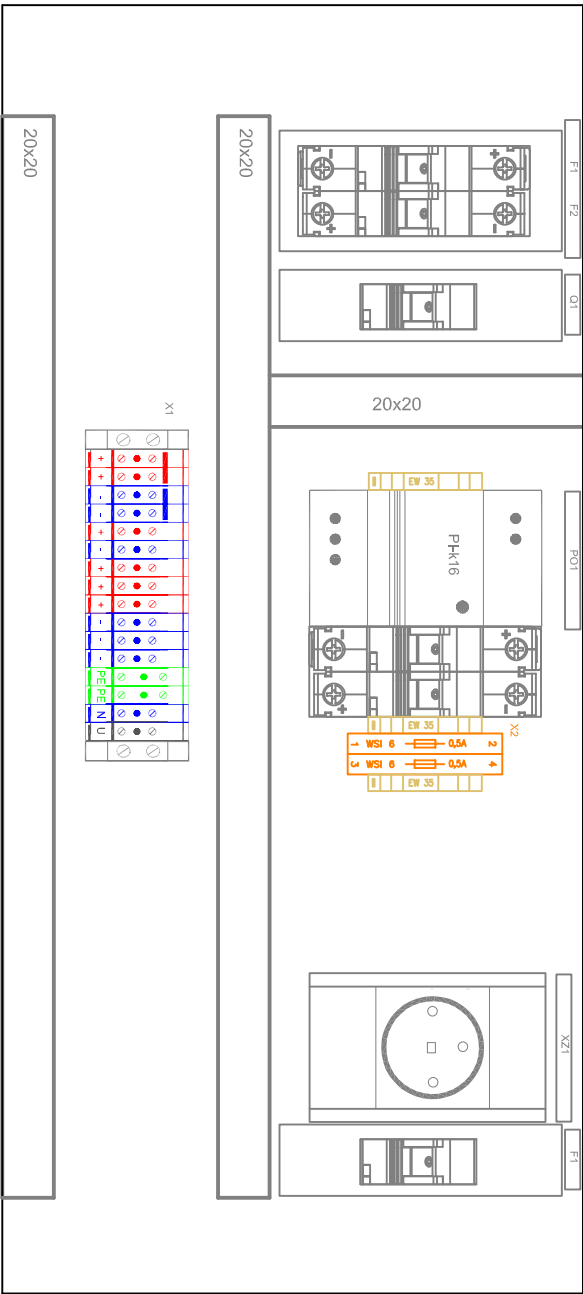 20x20
20x20
F1
F2
- +
+ -
Q1
20x20
X1
+
+
-
-
+
-
+
+
+
-
-
-
PE
PE
N
U
EW 35
PI-k16
PO1
- +
+ -
EW 35
X2
1 WSI 6 0,5A 2
3 WSI 6 0,5A 4
EW 35
XZ1
F1